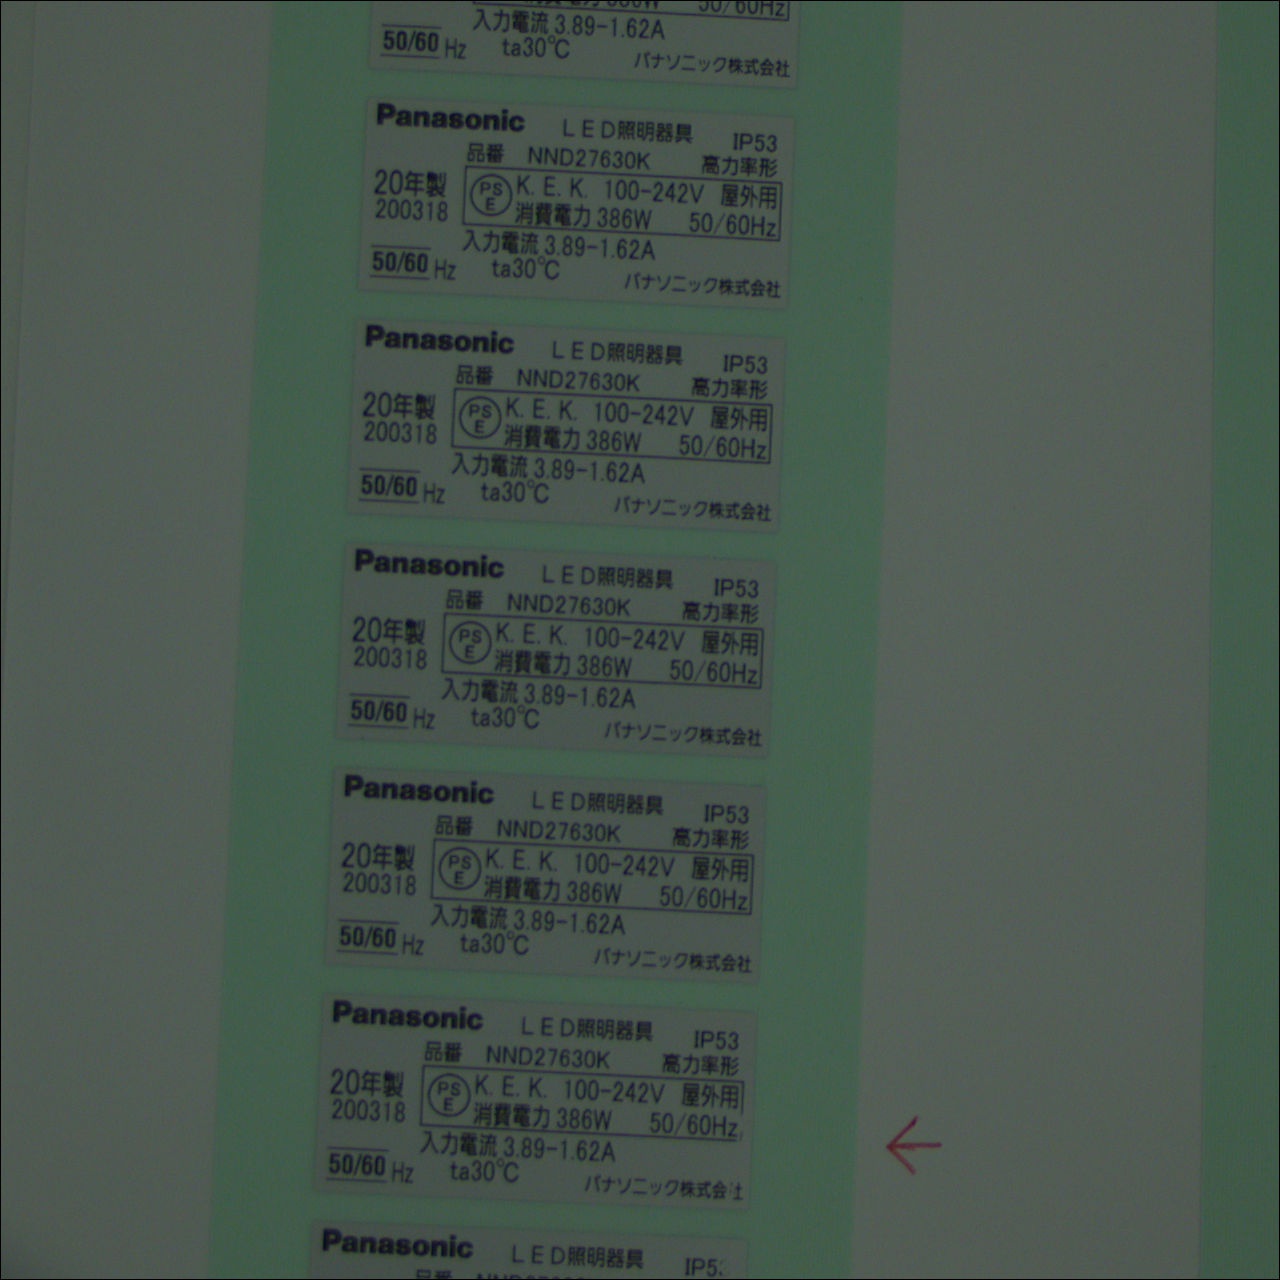 50/60Hz
入力電流 3.89-1.62A
50/60 Hz ta30℃
パナソニック株式会社
Panasonic LED照明器具 IP53
品番 NND27630K 高力率形
20年製 PSE K.E.K. 100-242V 屋外用
200318 消費電力 386W 50/60Hz
入力電流 3.89-1.62A
50/60 Hz ta30℃
パナソニック株式会社
Panasonic LED照明器具 IP53
品番 NND27630K 高力率形
20年製 PSE K.E.K. 100-242V 屋外用
200318 消費電力 386W 50/60Hz
入力電流 3.89-1.62A
50/60 Hz ta30℃
パナソニック株式会社
Panasonic LED照明器具 IP53
品番 NND27630K 高力率形
20年製 PSE K.E.K. 100-242V 屋外用
200318 消費電力 386W 50/60Hz
入力電流 3.89-1.62A
50/60 Hz ta30℃
パナソニック株式会社
Panasonic LED照明器具 IP53
品番 NND27630K 高力率形
20年製 PSE K.E.K. 100-242V 屋外用
200318 消費電力 386W 50/60Hz
入力電流 3.89-1.62A
50/60 Hz ta30℃
パナソニック株式会社
Panasonic LED照明器具 IP53
品番 NND27630K 高力率形
20年製 PSE K.E.K. 100-242V 屋外用
200318 消費電力 386W 50/60Hz
入力電流 3.89-1.62A
50/60 Hz ta30℃
パナソニック株式会社
Panasonic LED照明器具